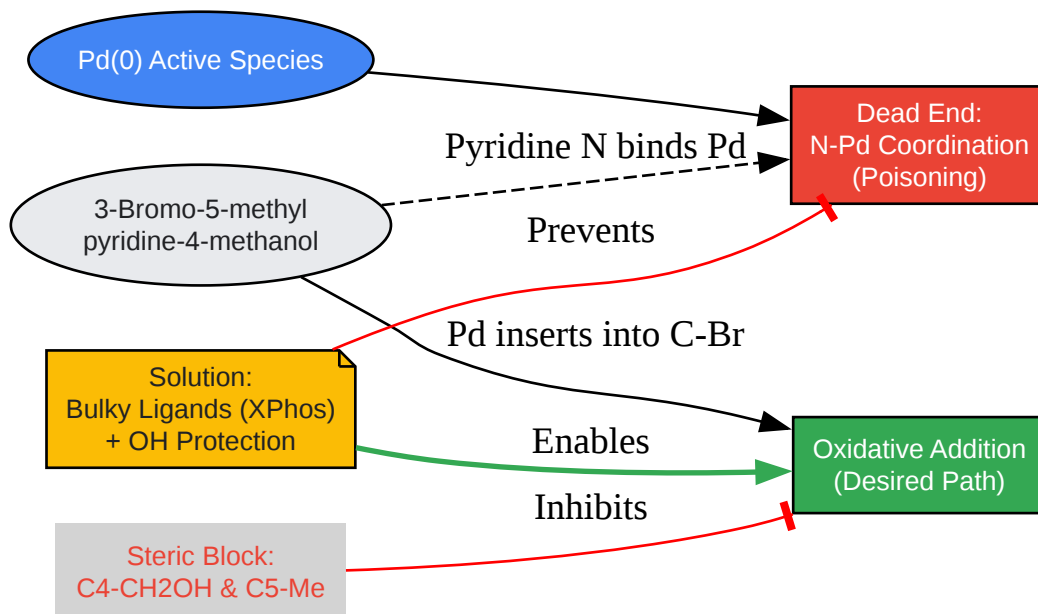 Pd(0) Active Species
Dead End:
N-Pd Coordination
(Poisoning)
Pyridine N binds Pd
3-Bromo-5-methyl
pyridine-4-methanol
Prevents
Pd inserts into C-Br
Solution:
Bulky Ligands (XPhos)
+ OH Protection
Enables
Oxidative Addition
(Desired Path)
Inhibits
Steric Block:
C4-CH2OH & C5-Me